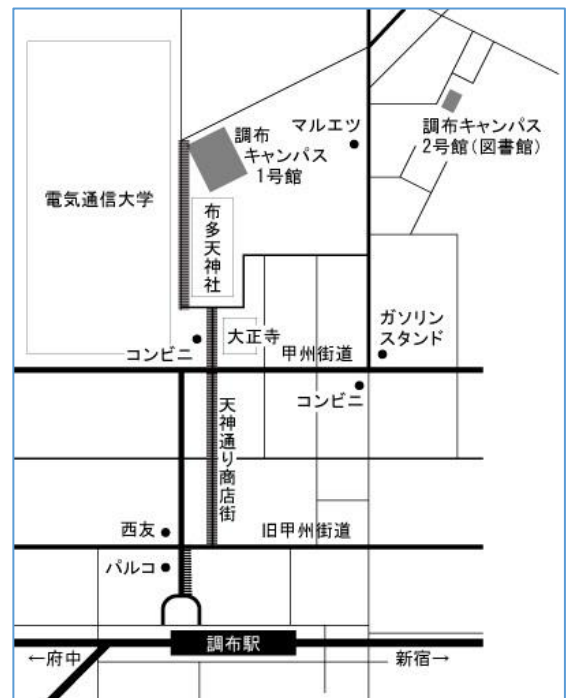 調布
キャンパス
1号館
マルエツ
調布キャンパス
2号館（図書館）
電気通信大学
布多天神社
大正寺
ガソリン
スタンド
コンビニ
甲州街道
コンビニ
天神通り商店街
西友
旧甲州街道
パルコ
調布駅
←府中
新宿→